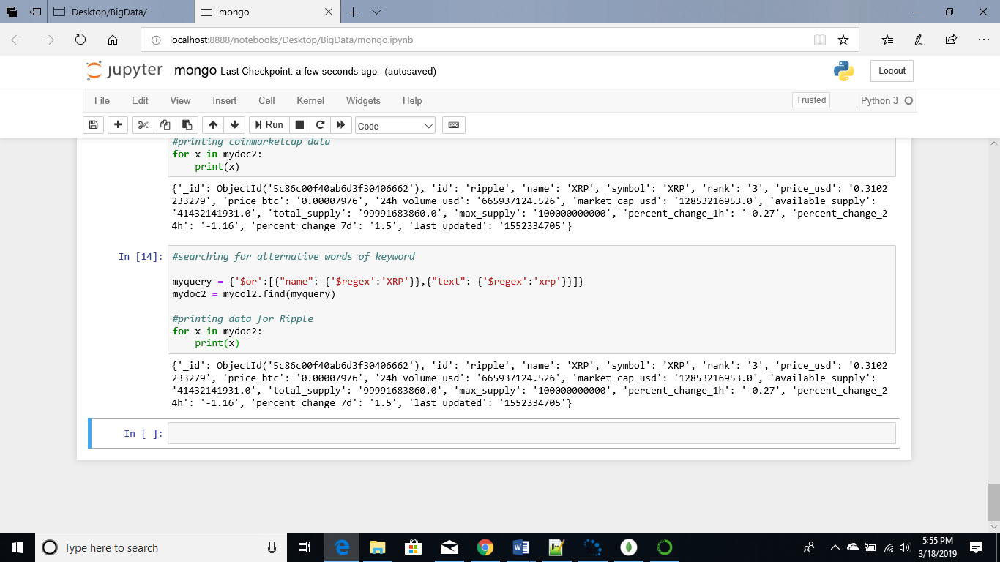 Desktop/BigData/
mongo
localhost:8888/notebooks/Desktop/BigData/mongo.ipynb
jupyter mongo Last Checkpoint: a few seconds ago (autosaved)
Logout
File Edit View Insert Cell Kernel Widgets Help
Trusted
Python 3
Run
Code
#printing coinmarketcap data
for x in mydoc2:
    print(x)
{'_id': ObjectId('5c86c00f40ab6d3f30406662'), 'id': 'ripple', 'name': 'XRP', 'symbol': 'XRP', 'rank': '3', 'price_usd': '0.3102
233279', 'price_btc': '0.00007976', '24h_volume_usd': '665937124.526', 'market_cap_usd': '12853216953.0', 'available_supply':
'41432141931.0', 'total_supply': '99991683860.0', 'max_supply': '100000000000', 'percent_change_1h': '-0.27', 'percent_change_2
4h': '-1.16', 'percent_change_7d': '1.5', 'last_updated': '1552334705'}
In [14]:
#searching for alternative words of keyword
myquery = {'$or':[{"name": {'$regex':'XRP'}},{"text": {'$regex':'xrp'}}]}
mydoc2 = mycol2.find(myquery)
#printing data for Ripple
for x in mydoc2:
    print(x)
{'_id': ObjectId('5c86c00f40ab6d3f30406662'), 'id': 'ripple', 'name': 'XRP', 'symbol': 'XRP', 'rank': '3', 'price_usd': '0.3102
233279', 'price_btc': '0.00007976', '24h_volume_usd': '665937124.526', 'market_cap_usd': '12853216953.0', 'available_supply':
'41432141931.0', 'total_supply': '99991683860.0', 'max_supply': '100000000000', 'percent_change_1h': '-0.27', 'percent_change_2
4h': '-1.16', 'percent_change_7d': '1.5', 'last_updated': '1552334705'}
In [ ]:
Type here to search
5:55 PM
3/18/2019